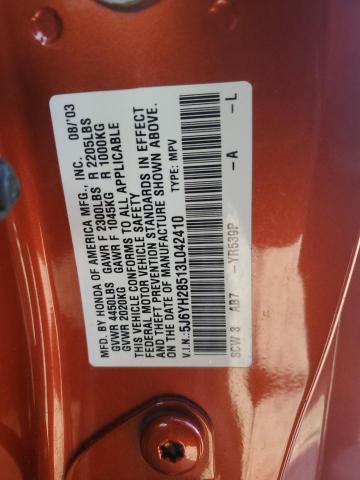 MFD. BY HONDA OF AMERICA MFG., INC. 08/'03
GVWR 4450LBS GAWR F 2300LBS R 2205LBS
GVWR 2020KG GAWR F 1045KG R 1000KG
THIS VEHICLE CONFORMS TO ALL APPLICABLE
FEDERAL MOTOR VEHICLE SAFETY AND
THEFT PREVENTION STANDARDS IN EFFECT
ON THE DATE OF MANUFACTURE SHOWN ABOVE.
V.I.N.: 5J6YH28513L042410 TYPE: MPV
SCW 3 AB7 -YR539P -A -L